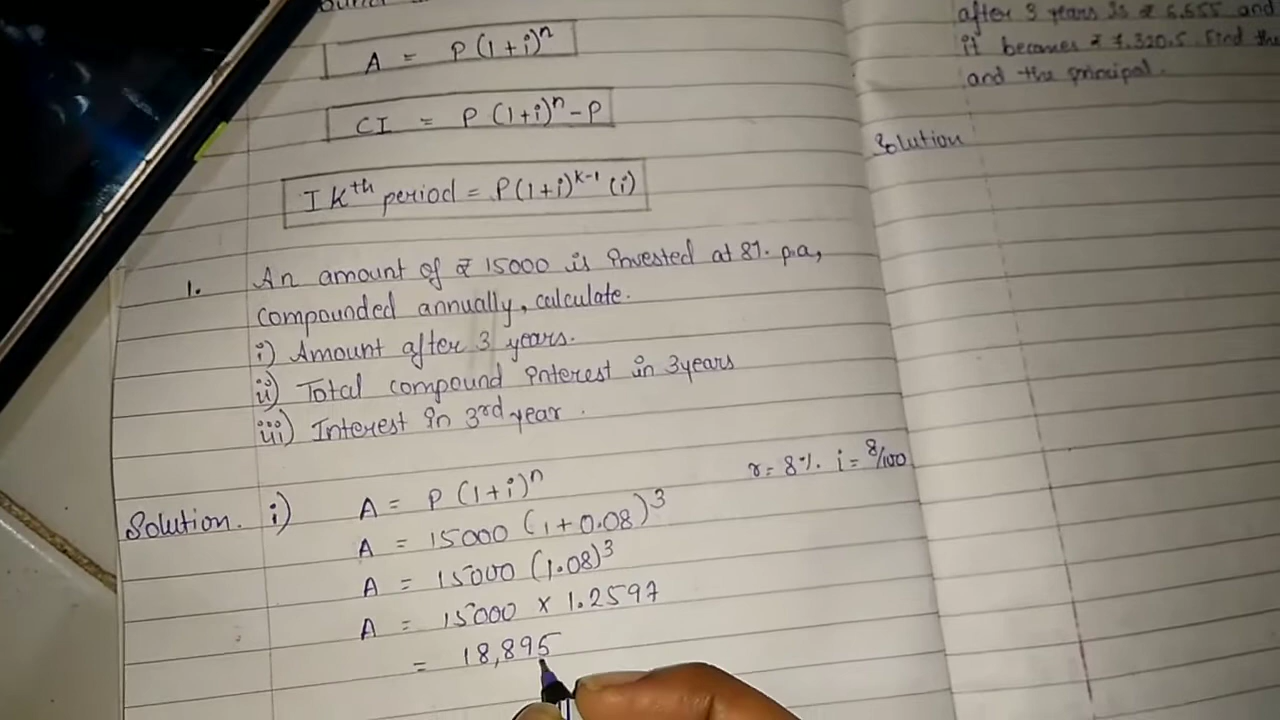 A = P(1+i)^n
CI = P(1+i)^n - P
I K^th period = P(1+i)^{K-1} (i)
1. An amount of ₹ 15000 is invested at 8%. p.a,
compounded annually, calculate.
i) Amount after 3 years.
ii) Total compound interest in 3years
iii) Interest in 3rd year.
r = 8%. i = 8/100
Solution. i) A = P(1+i)^n
A = 15000 (1+0.08)^3
A = 15000 (1.08)^3
A = 15000 x 1.2597
= 18,895
after 3 years is ₹ 6,655 and
it becomes ₹ 7,320.5. Find the
and the principal.
Solution